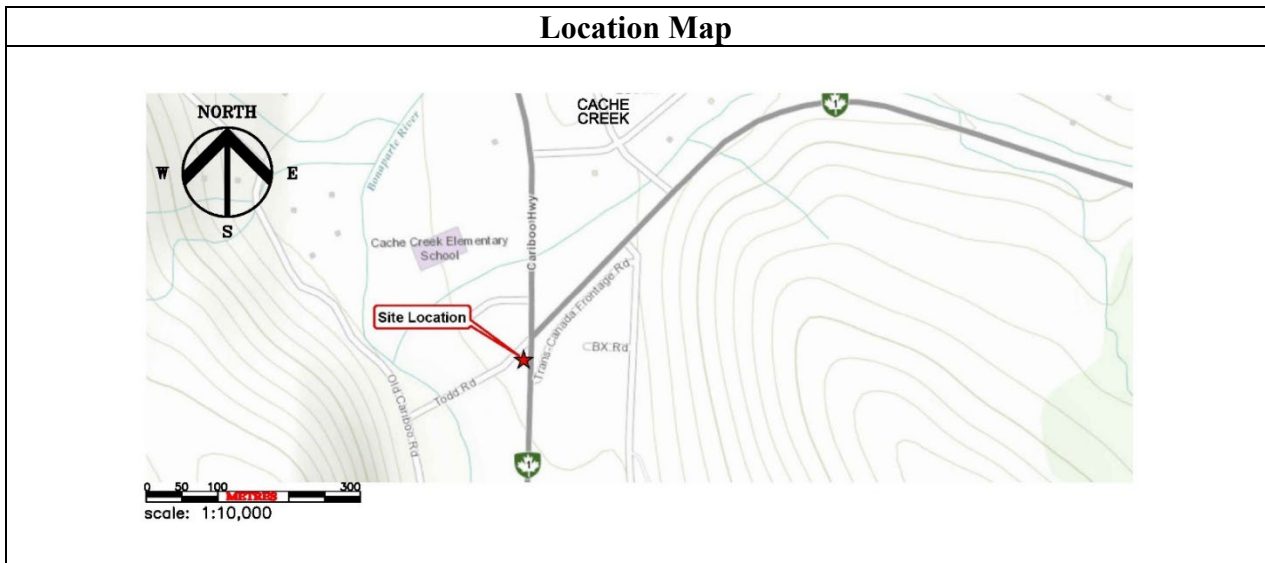 Location Map
NORTH
W
E
S
Bonaparte River
CACHE
CREEK
1
Cariboo Hwy
Cache Creek Elementary
School
Trans-Canada Frontage Rd
Site Location
BX Rd
Todd Rd
Old Cariboo Rd
1
0 50 100 300
METRES
scale: 1:10,000